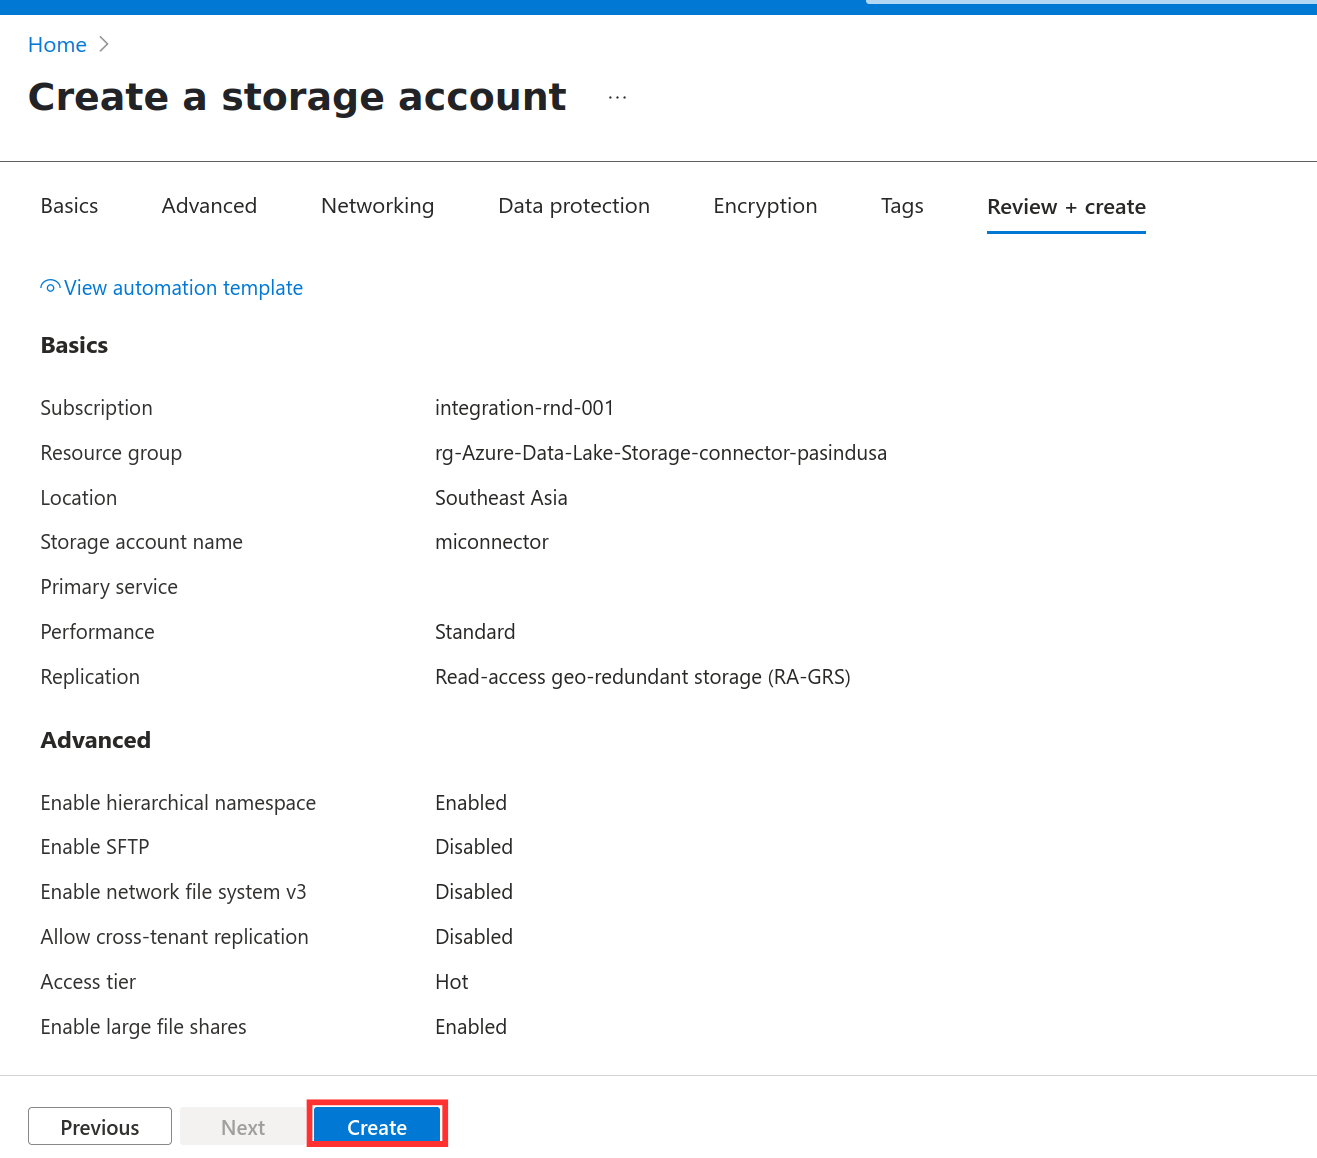 Home
Create a storage account ...
Basics Advanced Networking Data protection Encryption Tags Review + create
View automation template
Basics
Subscription integration-rnd-001
Resource group rg-Azure-Data-Lake-Storage-connector-pasindusa
Location Southeast Asia
Storage account name miconnector
Primary service
Performance Standard
Replication Read-access geo-redundant storage (RA-GRS)
Advanced
Enable hierarchical namespace Enabled
Enable SFTP Disabled
Enable network file system v3 Disabled
Allow cross-tenant replication Disabled
Access tier Hot
Enable large file shares Enabled
Previous Next Create